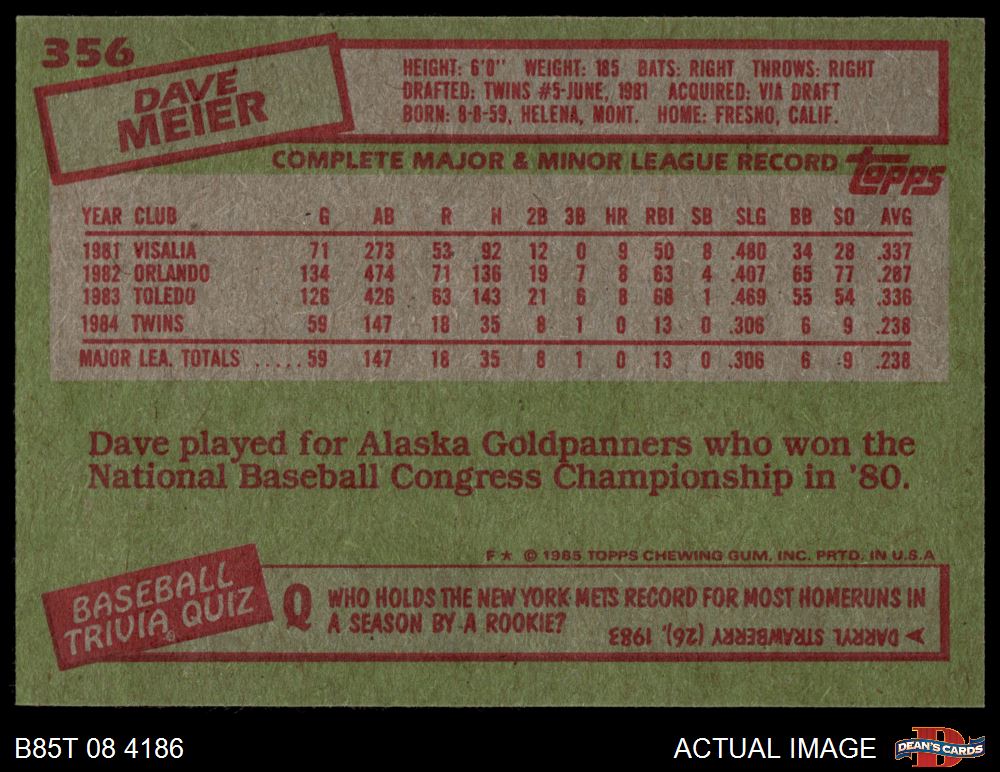 356
DAVE
MEIER
HEIGHT: 6'0" WEIGHT: 185 BATS: RIGHT THROWS: RIGHT
DRAFTED: TWINS #5-JUNE, 1981 ACQUIRED: VIA DRAFT
BORN: 8-8-59, HELENA, MONT. HOME: FRESNO, CALIF.
COMPLETE MAJOR & MINOR LEAGUE RECORD topps
YEAR CLUB G AB R H 2B 3B HR RBI SB SLG BB SO AVG
1981 VISALIA 71 273 53 92 12 0 9 50 8 .480 34 28 .337
1982 ORLANDO 134 474 71 136 19 7 8 63 4 .407 65 77 .287
1983 TOLEDO 126 426 63 143 21 6 8 68 1 .469 55 54 .336
1984 TWINS 59 147 18 35 8 1 0 13 0 .306 6 9 .238
MAJOR LEA. TOTALS ..... 59 147 18 35 8 1 0 13 0 .306 6 9 .238
Dave played for Alaska Goldpanners who won the
National Baseball Congress Championship in '80.
F★ © 1985 TOPPS CHEWING GUM, INC. PRTD. IN U.S.A
BASEBALL
TRIVIA QUIZ
Q WHO HOLDS THE NEW YORK METS RECORD FOR MOST HOMERUNS IN
A SEASON BY A ROOKIE?
DARRYL STRAWBERRY (26), 1983
B85T 08 4186
ACTUAL IMAGE
D
DEAN'S CARDS